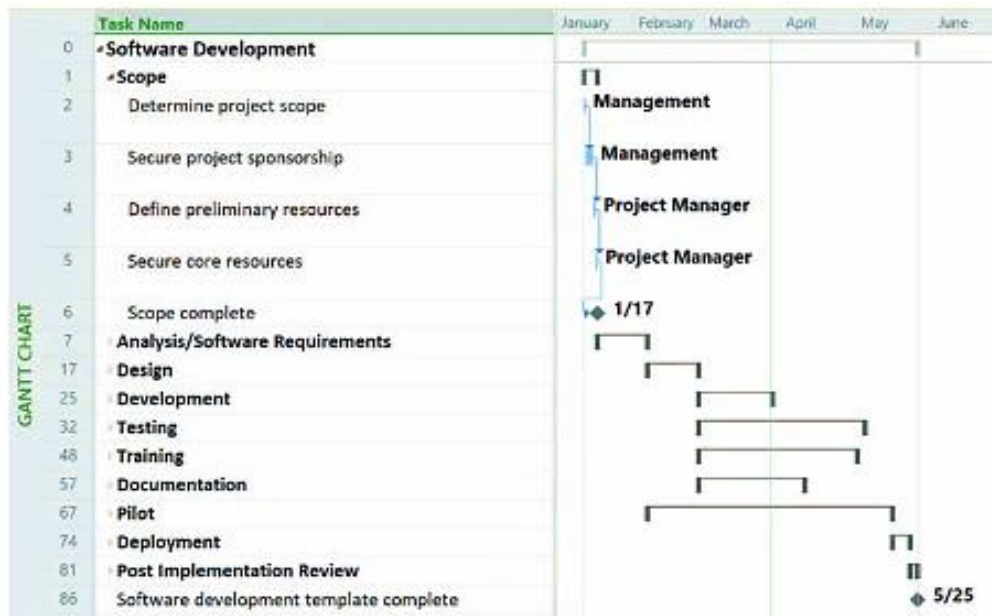 Task Name January February March April May June
0 Software Development
1 Scope
2 Determine project scope Management
3 Secure project sponsorship Management
4 Define preliminary resources Project Manager
5 Secure core resources Project Manager
6 Scope complete 1/17
7 Analysis/Software Requirements
17 Design
25 Development
32 Testing
48 Training
57 Documentation
67 Pilot
74 Deployment
81 Post Implementation Review
86 Software development template complete 5/25
GANTT CHART